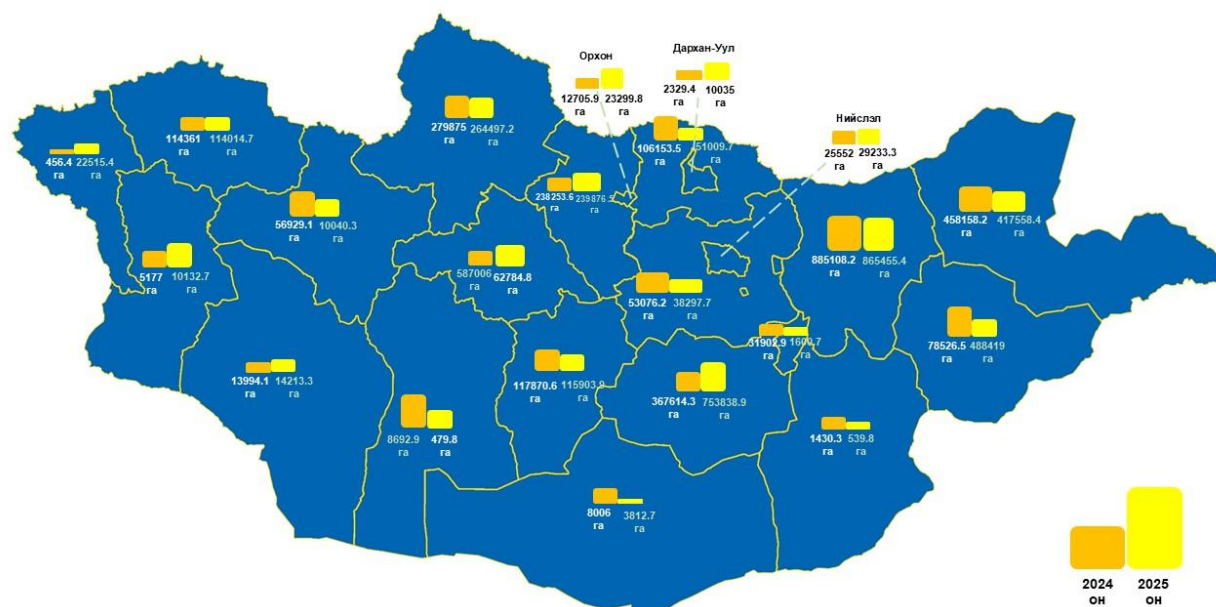 Орхон
12705.9 23299.8
га га
Дархан-Уул
2329.4 10035
га га
Нийслэл
25552 29233.3
га га
279875 264497.2
га га
114361 114014.7
га га
456.4 22515.4
га га
106153.5 51009.7
га га
238253.6 239876.5
га га
56929.1 10040.3
га га
458158.2 417558.4
га га
885108.2 865455.4
га га
5177 10132.7
га га
587006 62784.8
га га
53076.2 38297.7
га га
78526.5 488419
га га
31902.9 1600.7
га га
13994.1 14213.3
га га
117870.6 115903.9
га га
367614.3 753838.9
га га
8692.9 479.8
га га
1430.3 539.8
га га
8006 3812.7
га га
2024 2025
он он